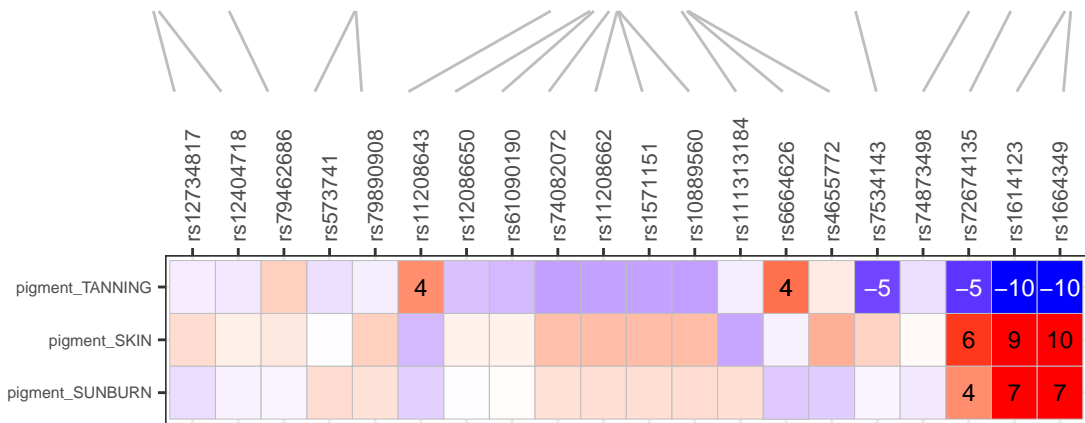 rs12734817
rs12404718
rs79462686
rs573741
rs79890908
rs11208643
rs12086650
rs61090190
rs74082072
rs11208662
rs1571151
rs10889560
rs111313184
rs6664626
rs4655772
rs7534143
rs74873498
rs72674135
rs1614123
rs1664349
pigment_TANNING 4 4 −5 −5 −10 −10
pigment_SKIN 6 9 10
pigment_SUNBURN 4 7 7